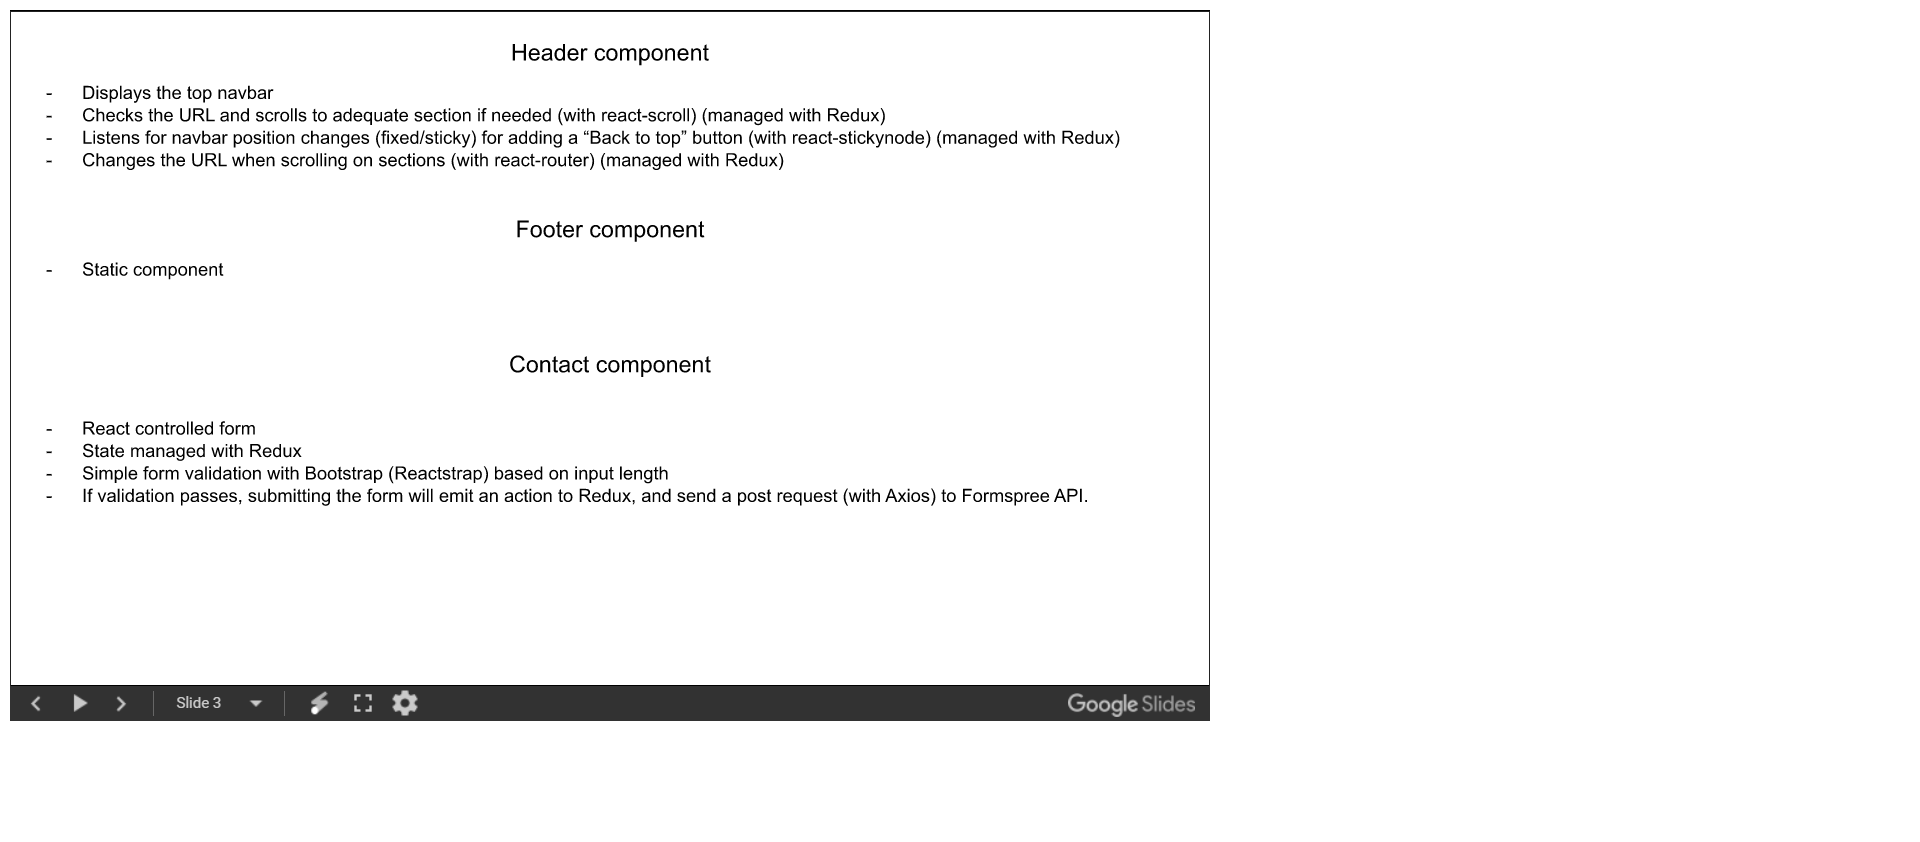 Header component
- Displays the top navbar
- Checks the URL and scrolls to adequate section if needed (with react-scroll) (managed with Redux)
- Listens for navbar position changes (fixed/sticky) for adding a “Back to top” button (with react-stickynode) (managed with Redux)
- Changes the URL when scrolling on sections (with react-router) (managed with Redux)
Footer component
- Static component
Contact component
- React controlled form
- State managed with Redux
- Simple form validation with Bootstrap (Reactstrap) based on input length
- If validation passes, submitting the form will emit an action to Redux, and send a post request (with Axios) to Formspree API.
Slide 3
Google Slides